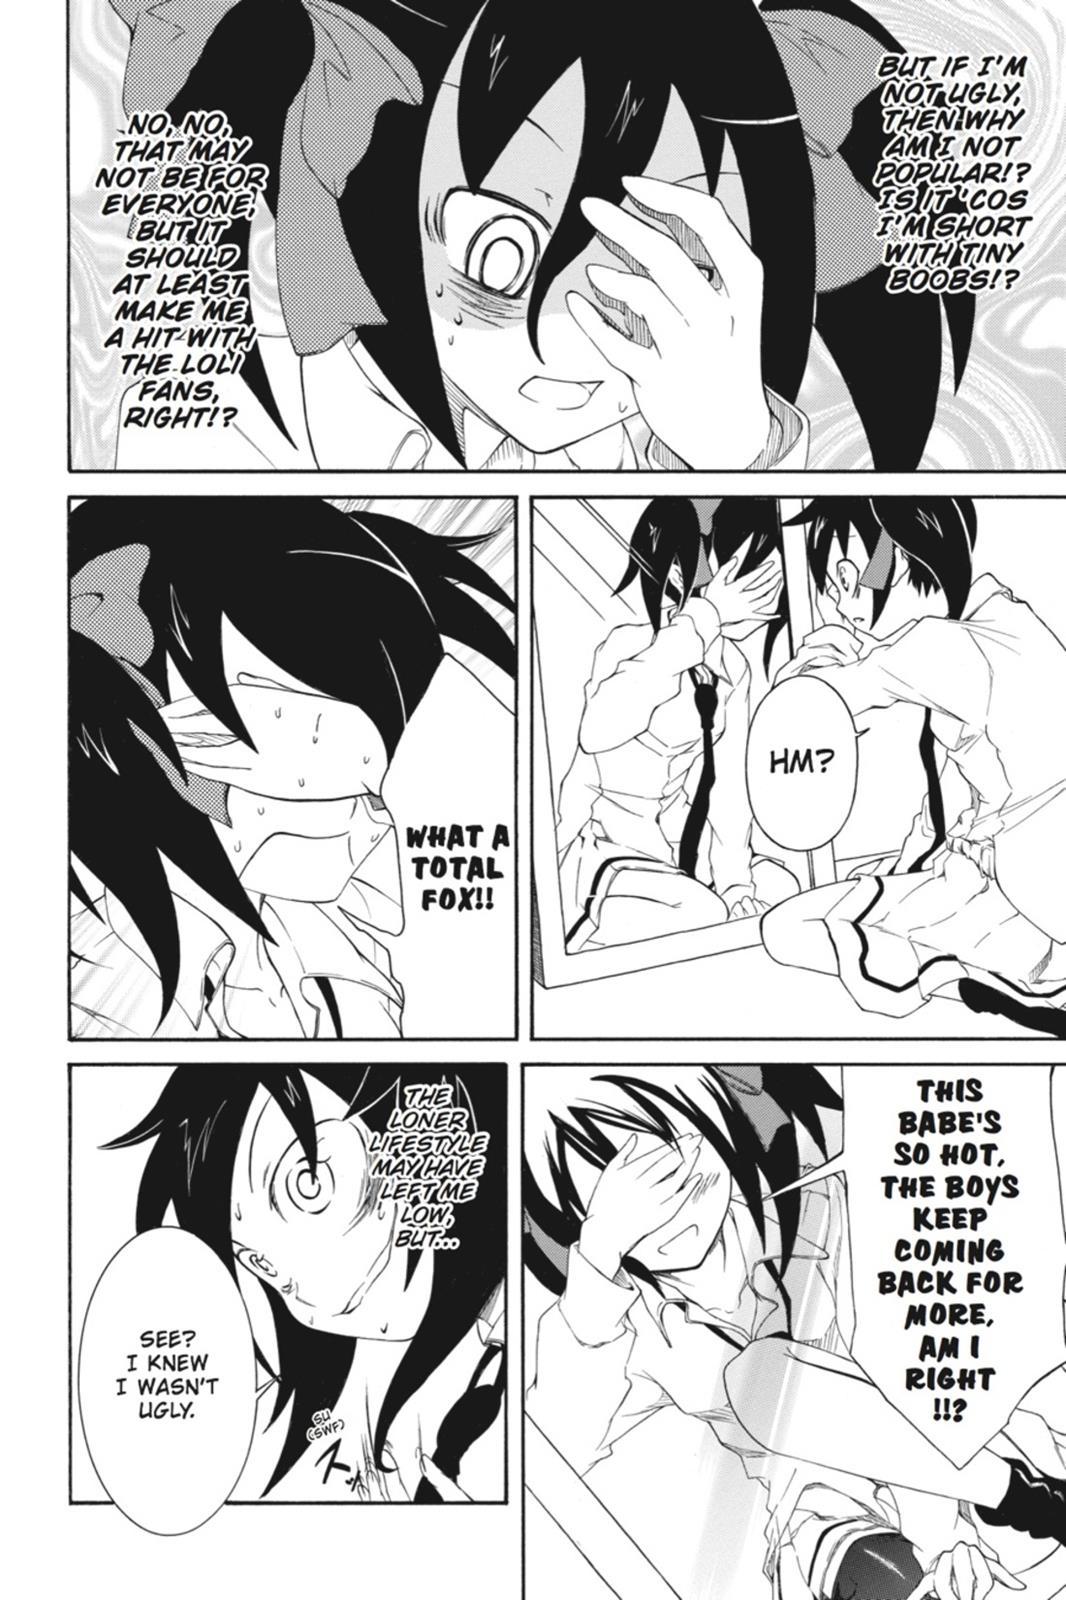 BUT IF I'M
NOT UGLY,
THEN WHY
AM I NOT
POPULAR!?
IS IT 'COS
I'M SHORT
WITH TINY
BOOBS!?
NO, NO,
THAT MAY
NOT BE FOR
EVERYONE,
BUT IT
SHOULD
AT LEAST
MAKE ME
A HIT WITH
THE LOLI
FANS,
RIGHT!?
HM?
WHAT A
TOTAL
FOX!!
THIS
BABE'S
SO HOT,
THE BOYS
KEEP
COMING
BACK FOR
MORE,
AM I
RIGHT
!!?
THE
LONER
LIFESTYLE
MAY HAVE
LEFT ME
LOW,
BUT...
SEE?
I KNEW
I WASN'T
UGLY.
SU
(SWF)
スッ